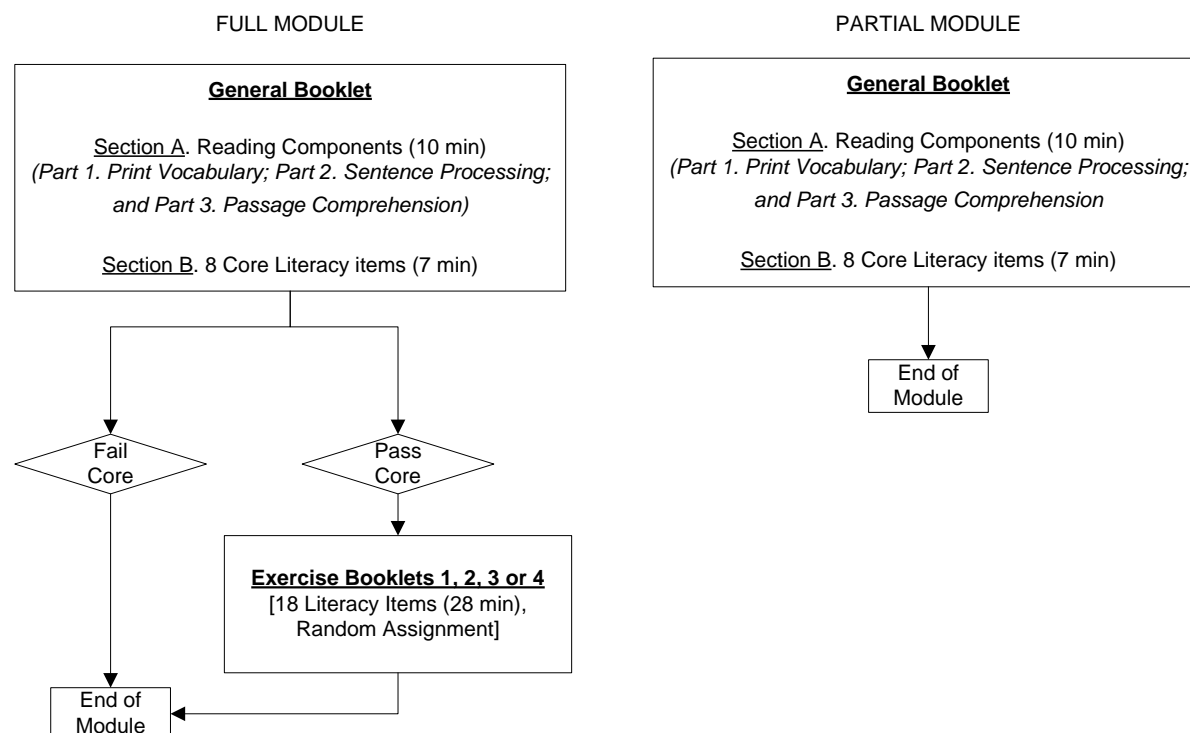 FULL MODULE
General Booklet
Section A. Reading Components (10 min)
(Part 1. Print Vocabulary; Part 2. Sentence Processing;
and Part 3. Passage Comprehension)
Section B. 8 Core Literacy items (7 min)
Fail
Core
Pass
Core
Exercise Booklets 1, 2, 3 or 4
[18 Literacy Items (28 min),
Random Assignment]
End of
Module
PARTIAL MODULE
General Booklet
Section A. Reading Components (10 min)
(Part 1. Print Vocabulary; Part 2. Sentence Processing;
and Part 3. Passage Comprehension
Section B. 8 Core Literacy items (7 min)
End of
Module